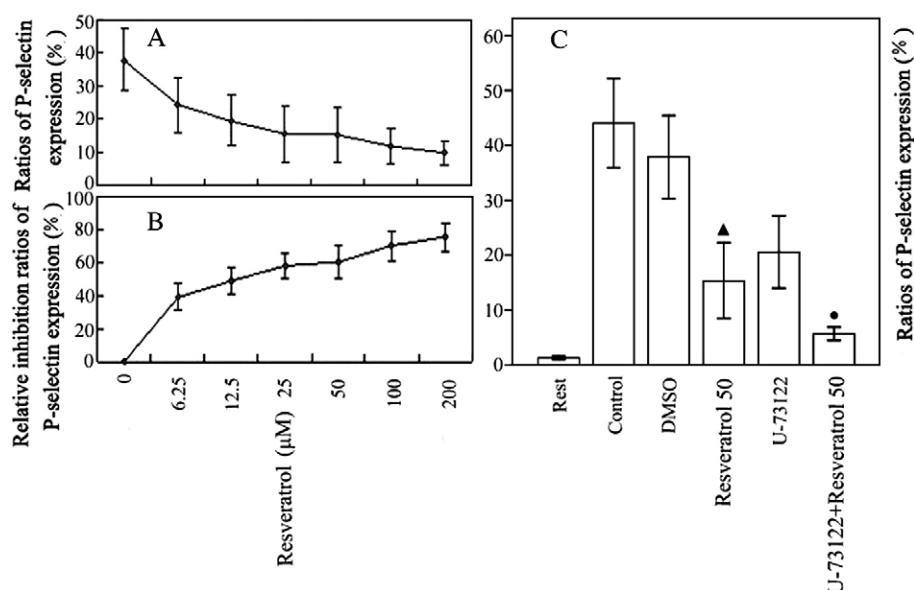 Ratios of P-selectin
expression (%)
50
40
30
20
10
0
A
Relative inhibition ratios of
P-selectin expression (%)
100
80
60
40
20
0
B
0
6.25
12.5
25
50
100
200
Resveratrol (μM)
C
60
50
40
30
20
10
0
Ratios of P-selectin expression (%)
Rest
Control
DMSO
Resveratrol 50
U-73122
U-73122+Resveratrol 50